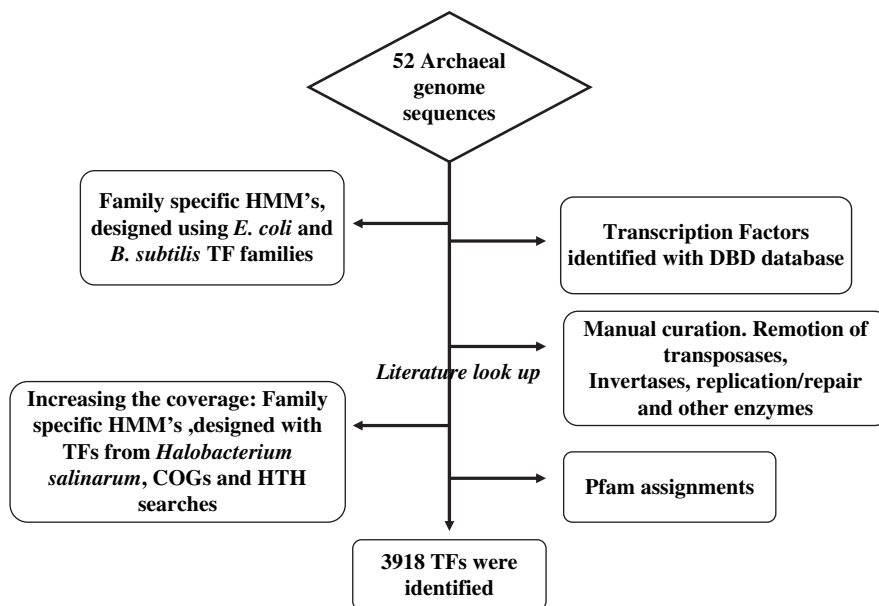 52 Archaeal
genome
sequences
Family specific HMM's,
designed using E. coli and
B. subtilis TF families
Transcription Factors
identified with DBD database
Manual curation. Remotion of
transposases,
Invertases, replication/repair
and other enzymes
Literature look up
Increasing the coverage: Family
specific HMM's ,designed with
TFs from Halobacterium
salinarum, COGs and HTH
searches
Pfam assignments
3918 TFs were
identified